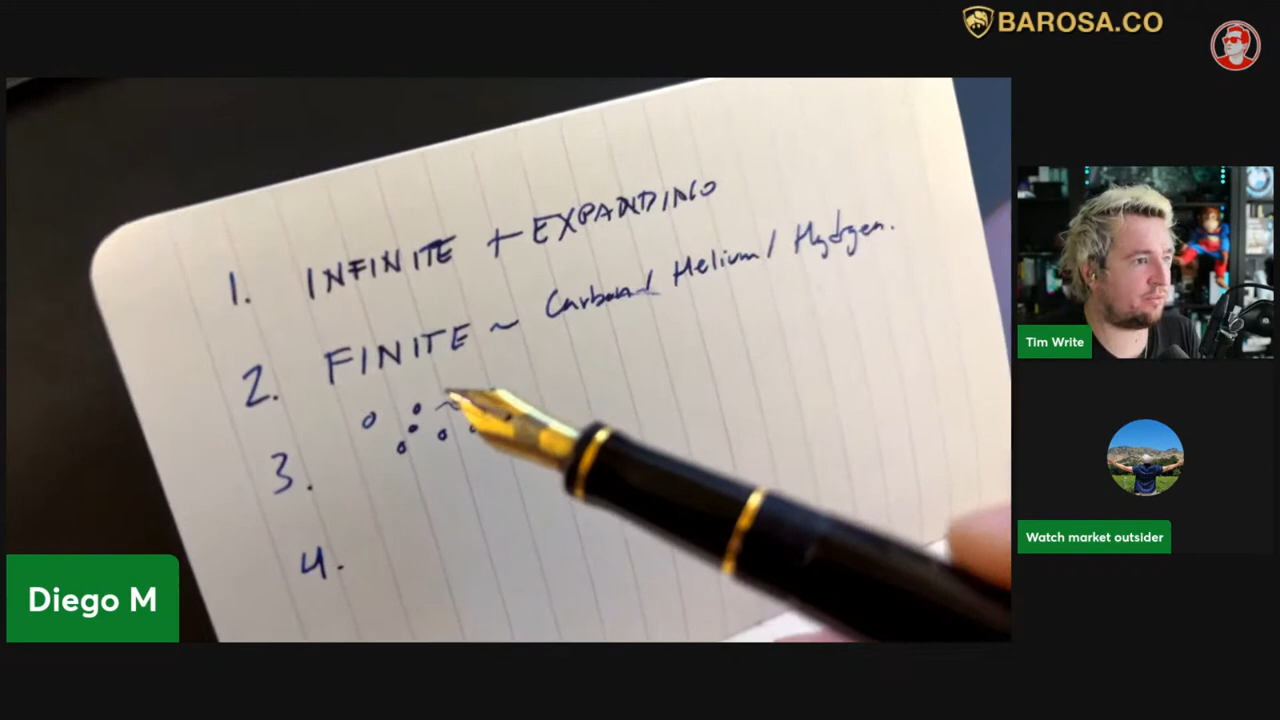 BAROSA.CO
1. INFINITE + EXPANDING
2. FINITE ~ Carbon/ Helium/ Hydrogen.
3.
4.
Diego M
Tim Write
Watch market outsider